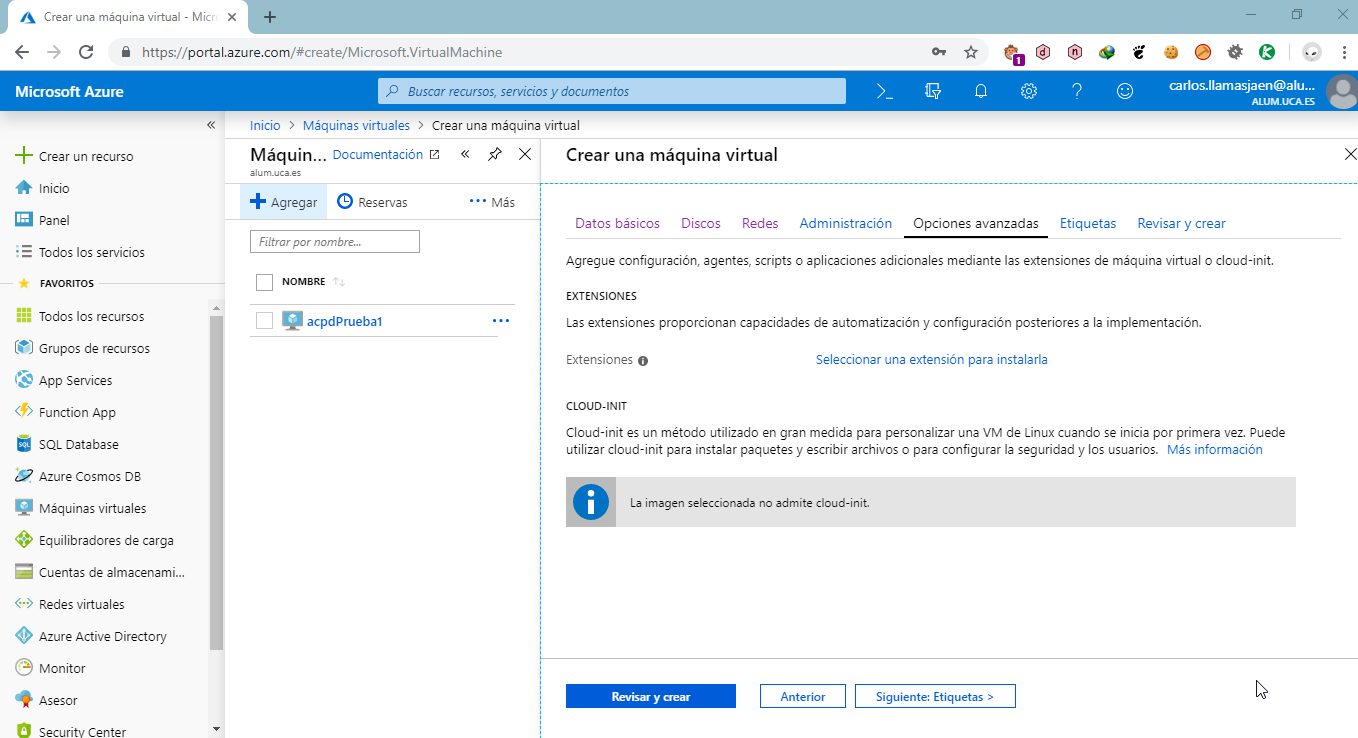 Crear una máquina virtual - Micr
https://portal.azure.com/#create/Microsoft.VirtualMachine
1
Microsoft Azure
Buscar recursos, servicios y documentos
carlos.llamasjaen@alu...
ALUM.UCA.ES
Crear un recurso
Inicio
Panel
Todos los servicios
FAVORITOS
Todos los recursos
Grupos de recursos
App Services
Function App
SQL Database
Azure Cosmos DB
Máquinas virtuales
Equilibradores de carga
Cuentas de almacenami...
Redes virtuales
Azure Active Directory
Monitor
Asesor
Security Center
Inicio > Máquinas virtuales > Crear una máquina virtual
Máquin... Documentación
alum.uca.es
Agregar Reservas ··· Más
Filtrar por nombre...
NOMBRE
acpdPrueba1 ···
Crear una máquina virtual
Datos básicos Discos Redes Administración Opciones avanzadas Etiquetas Revisar y crear
Agregue configuración, agentes, scripts o aplicaciones adicionales mediante las extensiones de máquina virtual o cloud-init.
EXTENSIONES
Las extensiones proporcionan capacidades de automatización y configuración posteriores a la implementación.
Extensiones Seleccionar una extensión para instalarla
CLOUD-INIT
Cloud-init es un método utilizado en gran medida para personalizar una VM de Linux cuando se inicia por primera vez. Puede
utilizar cloud-init para instalar paquetes y escribir archivos o para configurar la seguridad y los usuarios. Más información
La imagen seleccionada no admite cloud-init.
Revisar y crear Anterior Siguiente: Etiquetas >